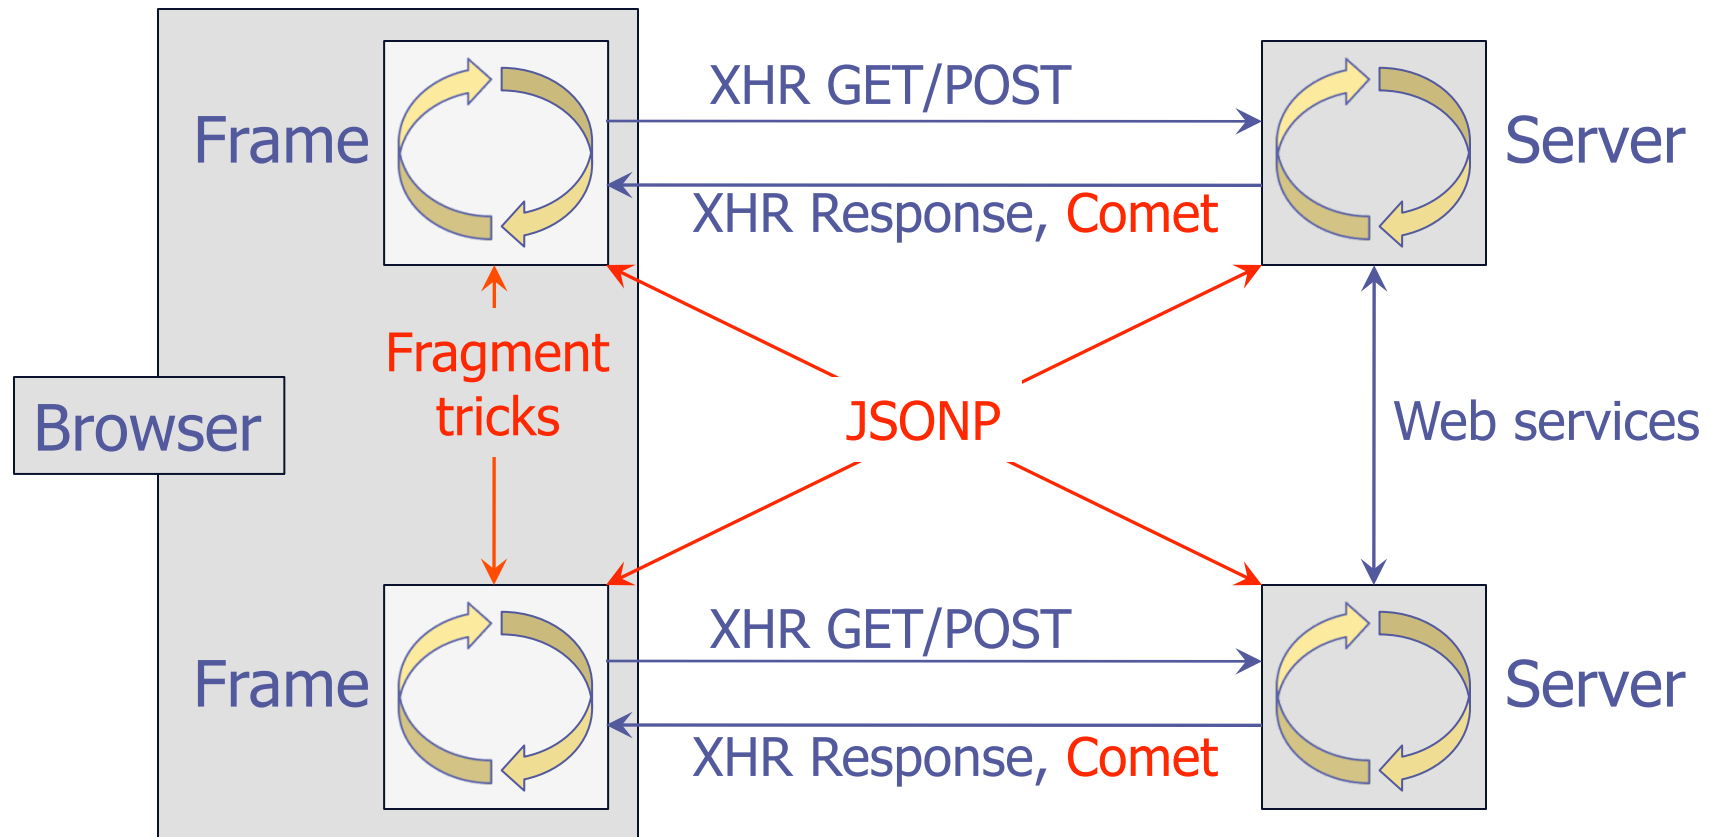 XHR GET/POST
Frame
Server
XHR Response, Comet
Fragment
tricks
JSONP
Web services
Browser
XHR GET/POST
Frame
Server
XHR Response, Comet